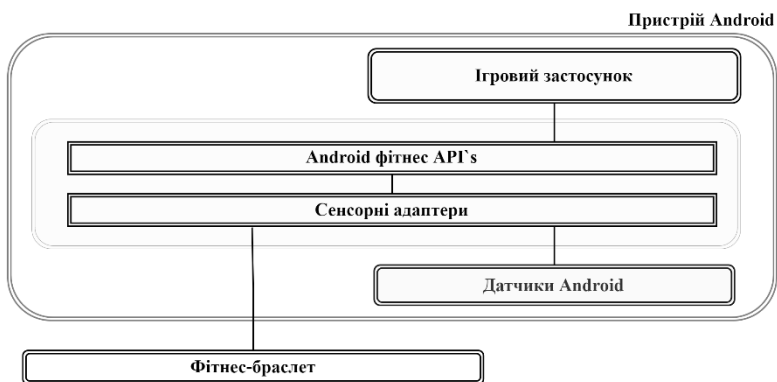 Пристрій Android
Ігровий застосунок
Android фітнес API`s
Сенсорні адаптери
Датчики Android
Фітнес-браслет